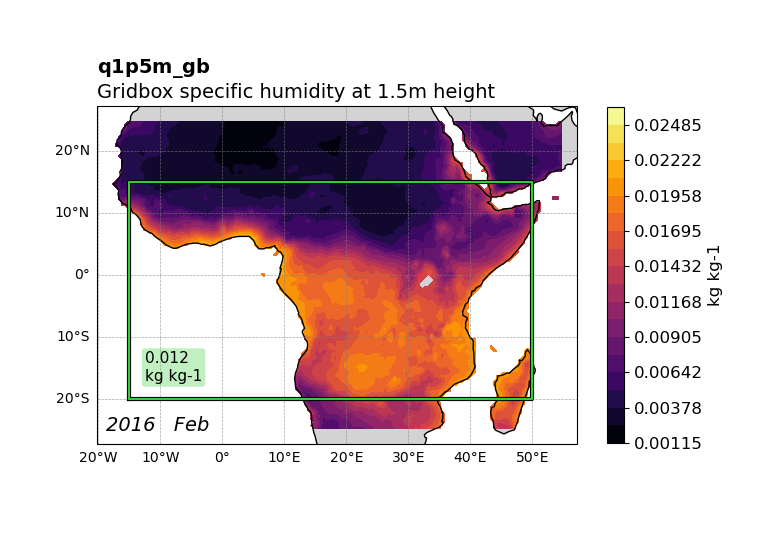 q1p5m_gb
Gridbox specific humidity at 1.5m height
20°N
10°N
0°
10°S
20°S
20°W
10°W
0°
10°E
20°E
30°E
40°E
50°E
0.012
kg kg-1
2016 Feb
0.02485
0.02222
0.01958
0.01695
0.01432
0.01168
0.00905
0.00642
0.00378
0.00115
kg kg-1